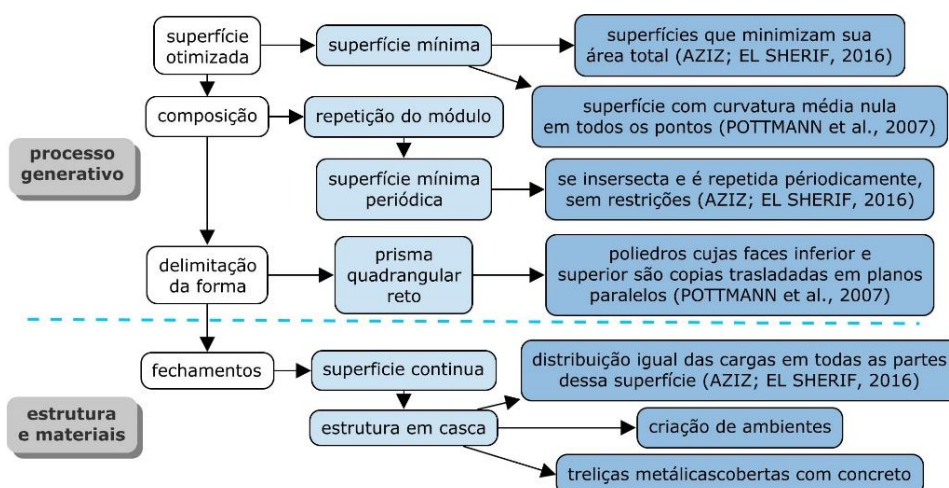 superfície
otimizada
superfície mínima
superfícies que minimizam sua
área total (AZIZ; EL SHERIF, 2016)
composição
repetição do módulo
superfície com curvatura média nula
em todos os pontos (POTTMANN et al., 2007)
processo
generativo
superfície mínima
periódica
se insersecta e é repetida périodicamente,
sem restrições (AZIZ; EL SHERIF, 2016)
delimitação
da forma
prisma
quadrangular
reto
poliedros cujas faces inferior e
superior são copias trasladadas em planos
paralelos (POTTMANN et al., 2007)
fechamentos
superficie continua
distribuição igual das cargas em todas as partes
dessa superfície (AZIZ; EL SHERIF, 2016)
estrutura
e materiais
estrutura em casca
criação de ambientes
treliças metálicascobertas com concreto